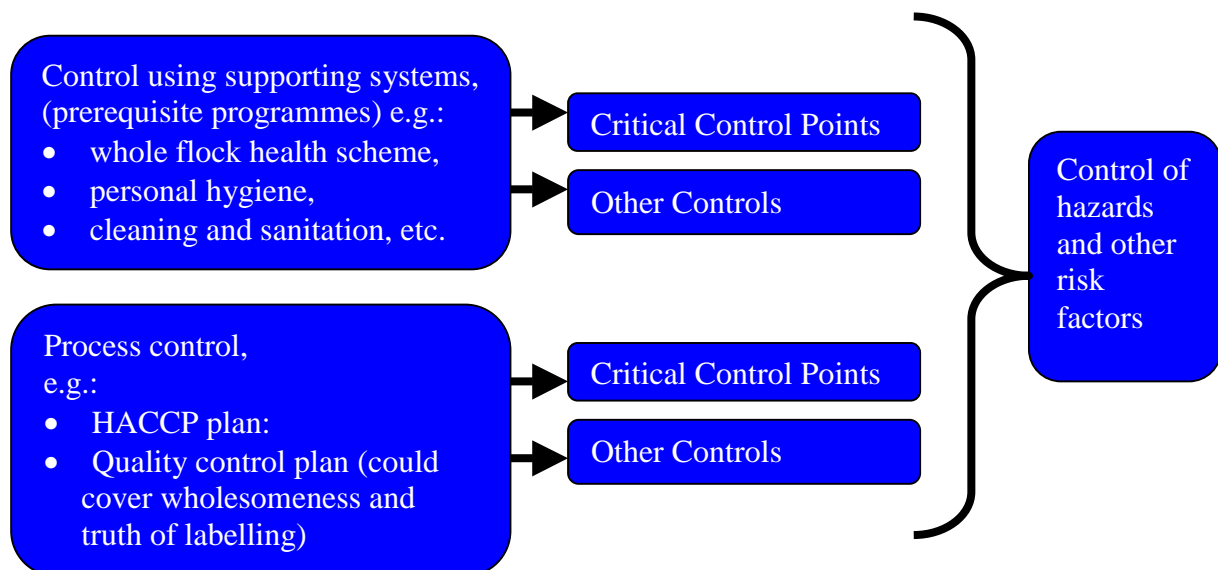 Control using supporting systems,
(prerequisite programmes) e.g.:
• whole flock health scheme,
• personal hygiene,
• cleaning and sanitation, etc.
Critical Control Points
Other Controls
Process control,
e.g.:
• HACCP plan:
• Quality control plan (could
cover wholesomeness and
truth of labelling)
Critical Control Points
Other Controls
Control of
hazards
and other
risk
factors